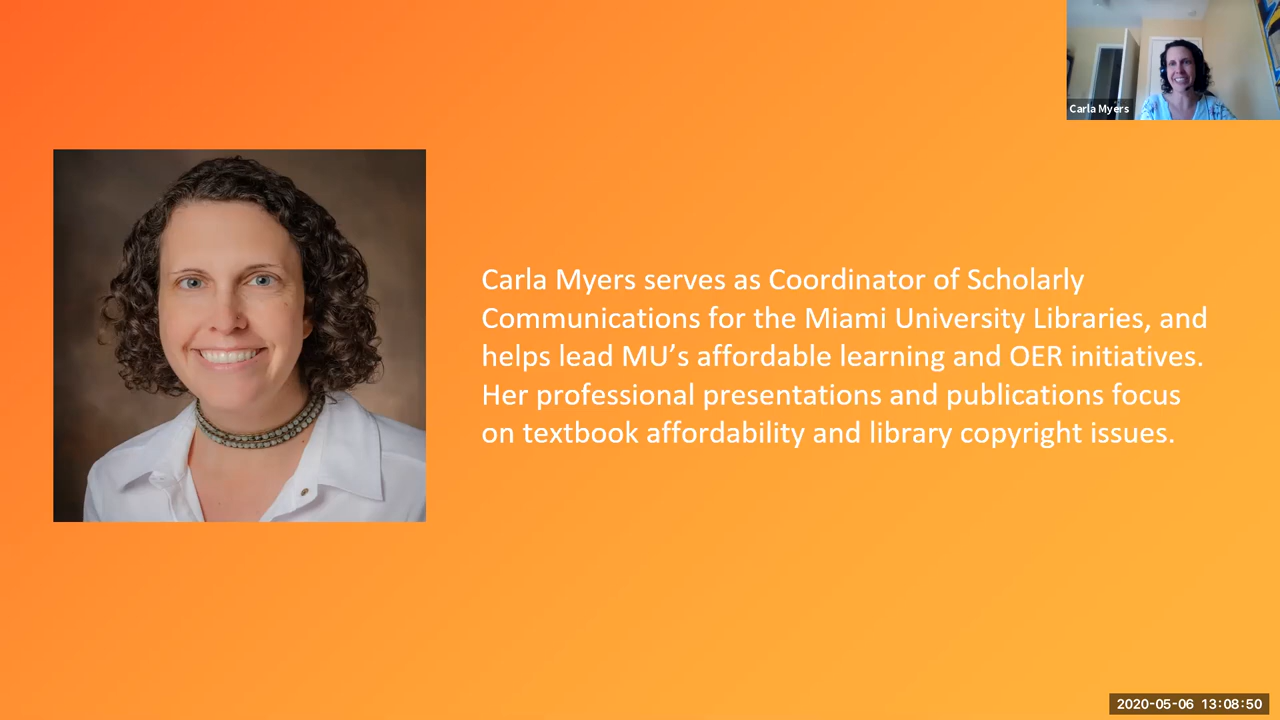 Carla Myers
Carla Myers serves as Coordinator of Scholarly
Communications for the Miami University Libraries, and
helps lead MU’s affordable learning and OER initiatives.
Her professional presentations and publications focus
on textbook affordability and library copyright issues.
2020-05-06 13:08:50